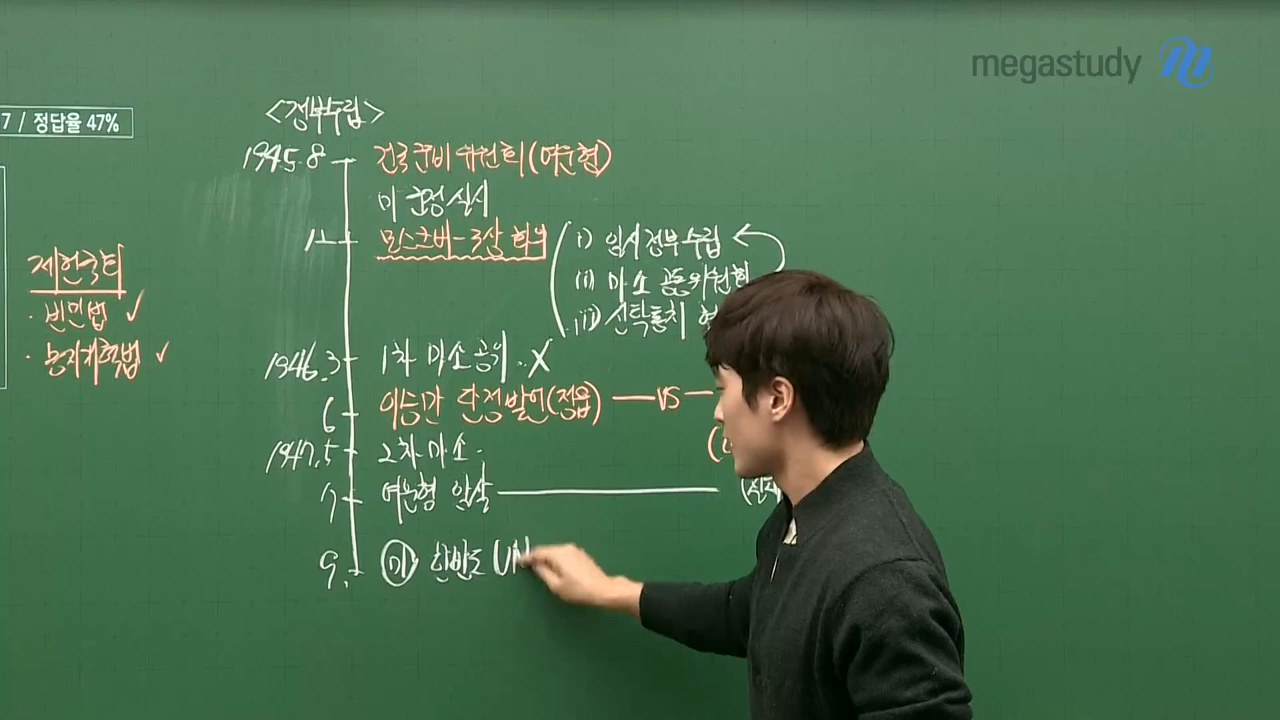 megastudy
7 / 정답율 47%
<정부수립>
1945.8 건국준비위원회(여운형)
미 군정 실시
12 모스크바-3상 회의
i) 임시정부 수립
ii) 미소 공동위원회
iii) 신탁통치
제헌국회
· 반민법 ✓
· 농지개혁법 ✓
1946.3 1차 미소공위 . X
6 이승만 단정발언(정읍) — VS —
1947.5 2차 미소 .
7 여운형 암살
9. 미 한반도 UN